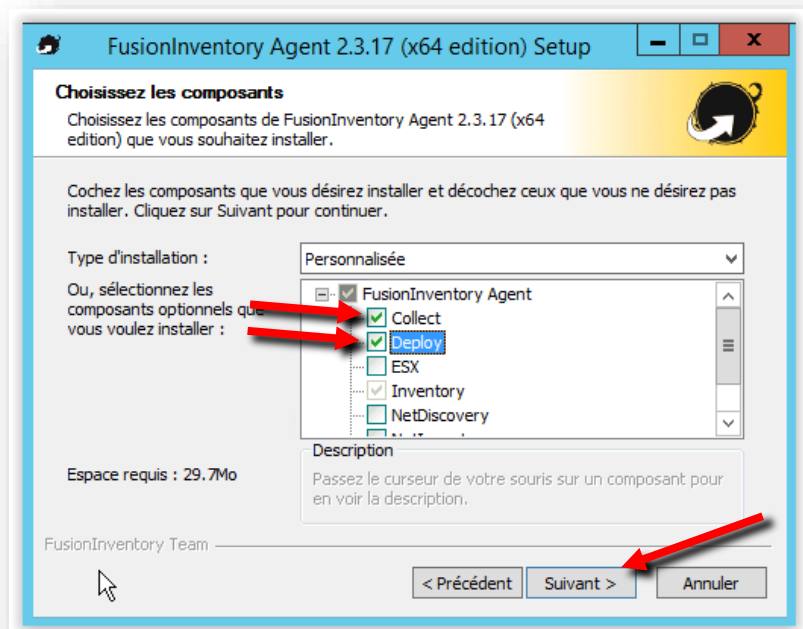 FusionInventory Agent 2.3.17 (x64 edition) Setup
Choisissez les composants
Choisissez les composants de FusionInventory Agent 2.3.17 (x64
edition) que vous souhaitez installer.
Cochez les composants que vous désirez installer et décochez ceux que vous ne désirez pas
installer. Cliquez sur Suivant pour continuer.
Type d'installation :
Personnalisée
Ou, sélectionnez les
composants optionnels que
vous voulez installer :
FusionInventory Agent
Collect
Deploy
ESX
Inventory
NetDiscovery
Description
Passez le curseur de votre souris sur un composant pour
en voir la description.
Espace requis : 29.7Mo
FusionInventory Team
< Précédent
Suivant >
Annuler